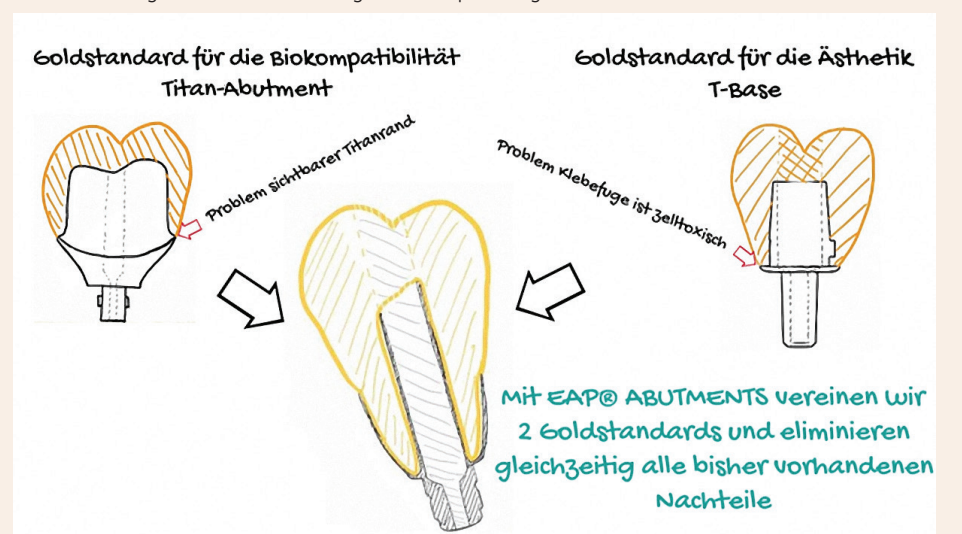 Goldstandard für die Biokompatibilität
Titan-Abutment
Goldstandard für die Ästhetik
T-Base
Problem sichtbarer Titanrand
Problem Klebefuge ist zelltoxisch
Mit EAP® ABUTMENTS vereinen wir
2 Goldstandards und eliminieren
gleichzeitig alle bisher vorhandenen
Nachteile